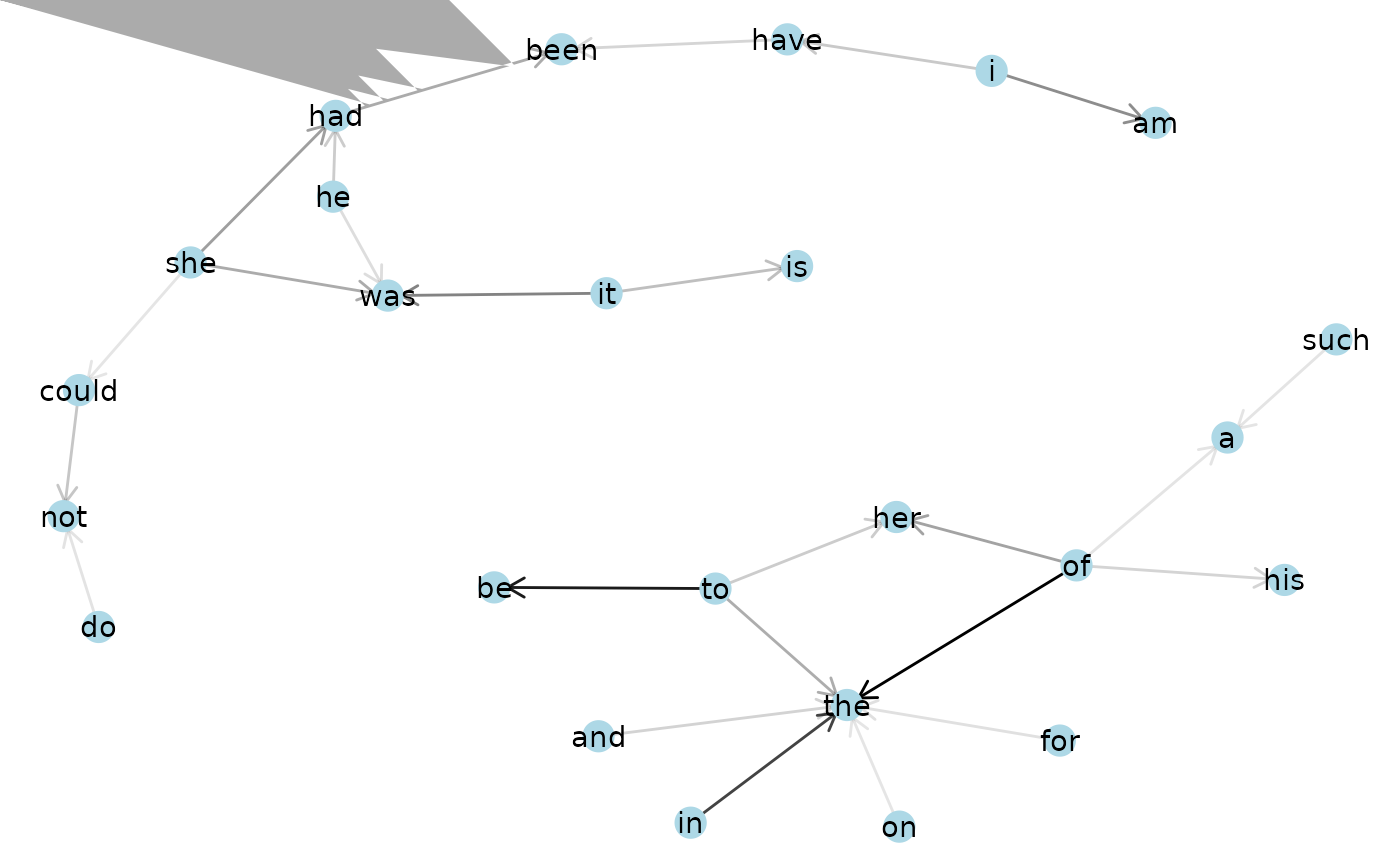 been
have
i
am
had
he
she
was
it
is
such
could
a
not
her
of
be
to
his
do
the
and
for
in
on